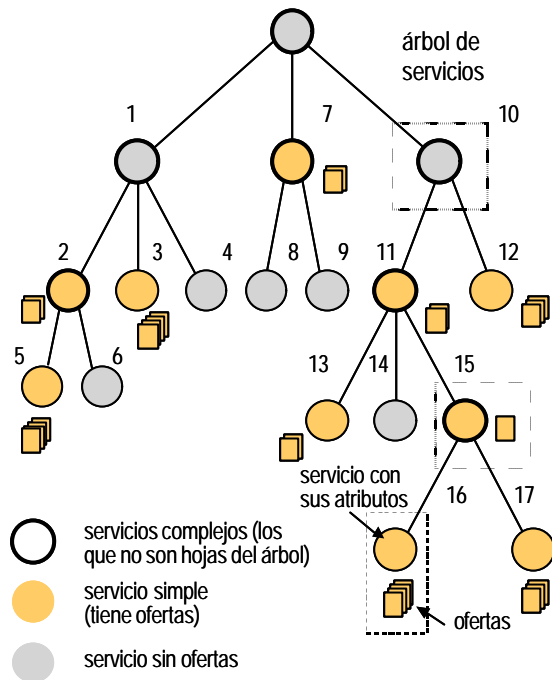 árbol de
servicios
1
7
10
2
3
4
8
9
11
12
5
6
13
14
15
servicio con
sus atributos
16
17
servicios complejos (los
que no son hojas del árbol)
servicio simple
(tiene ofertas)
ofertas
servicio sin ofertas